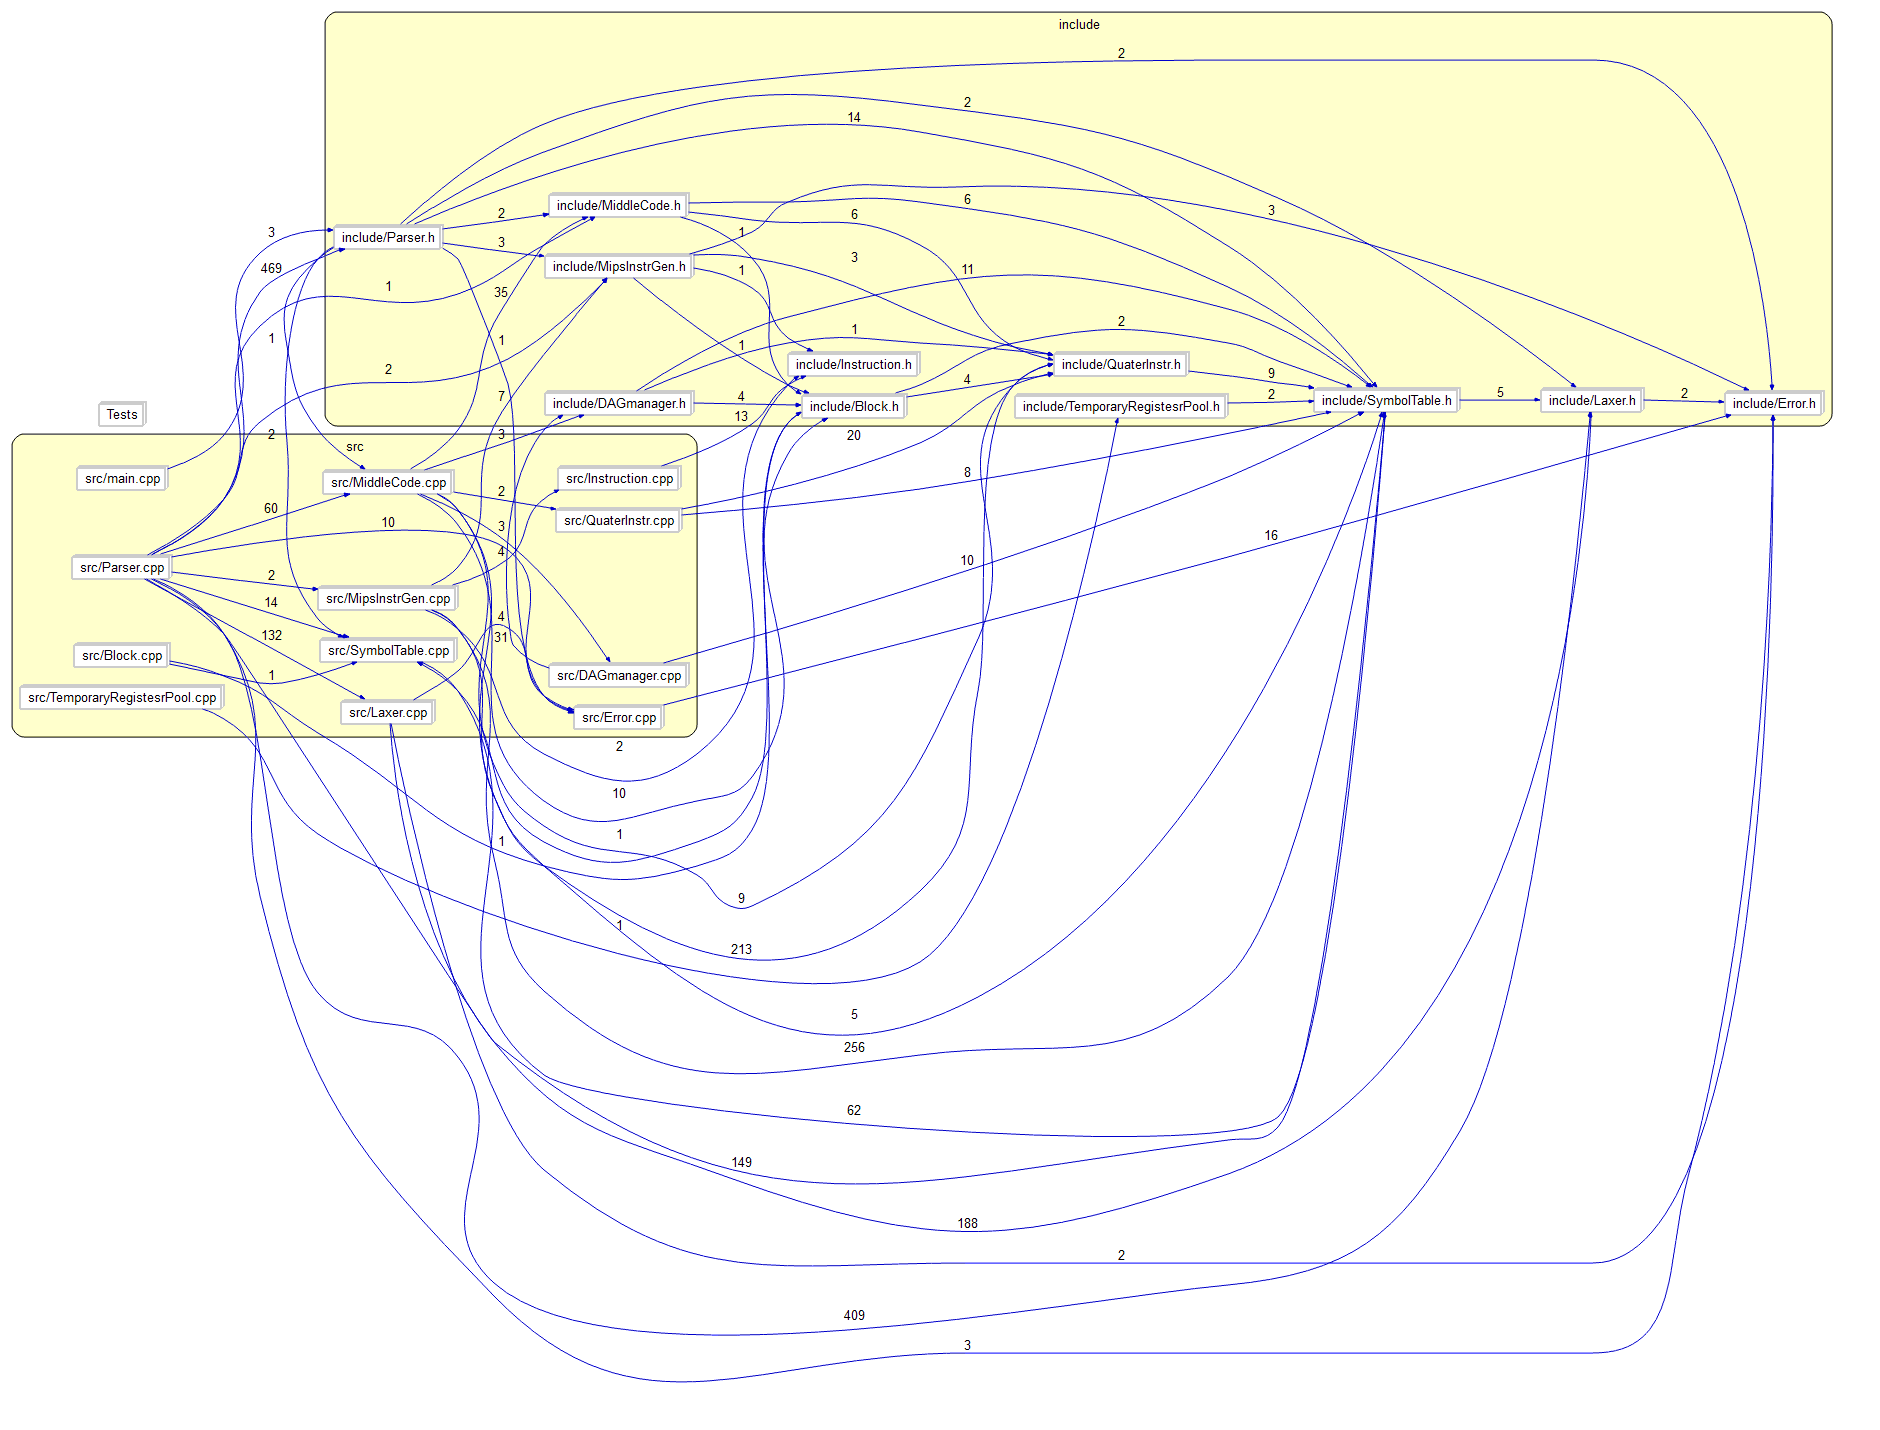 include
2
2
14
include/MiddleCode.h
2
6
6
3
include/Parser.h
3
3
1
include/MipsInstrGen.h
3
469
1
11
35
1
1
1
1
2
1
include/Instruction.h
include/QuaterInstr.h
2
9
4
7
include/DAGmanager.h
4
include/Block.h
include/TemporaryRegistesrPool.h
2
include/SymbolTable.h
5
include/Laxer.h
2
include/Error.h
Tests
13
2
3
20
src
src/main.cpp
src/MiddleCode.cpp
src/Instruction.cpp
8
2
60
10
src/QuaterInstr.cpp
3
16
4
src/Parser.cpp
2
10
src/MipsInstrGen.cpp
14
4
132
31
src/Block.cpp
src/SymbolTable.cpp
1
src/DAGmanager.cpp
src/TemporaryRegistesrPool.cpp
src/Laxer.cpp
src/Error.cpp
2
10
1
1
9
1
213
5
256
62
149
188
2
409
3